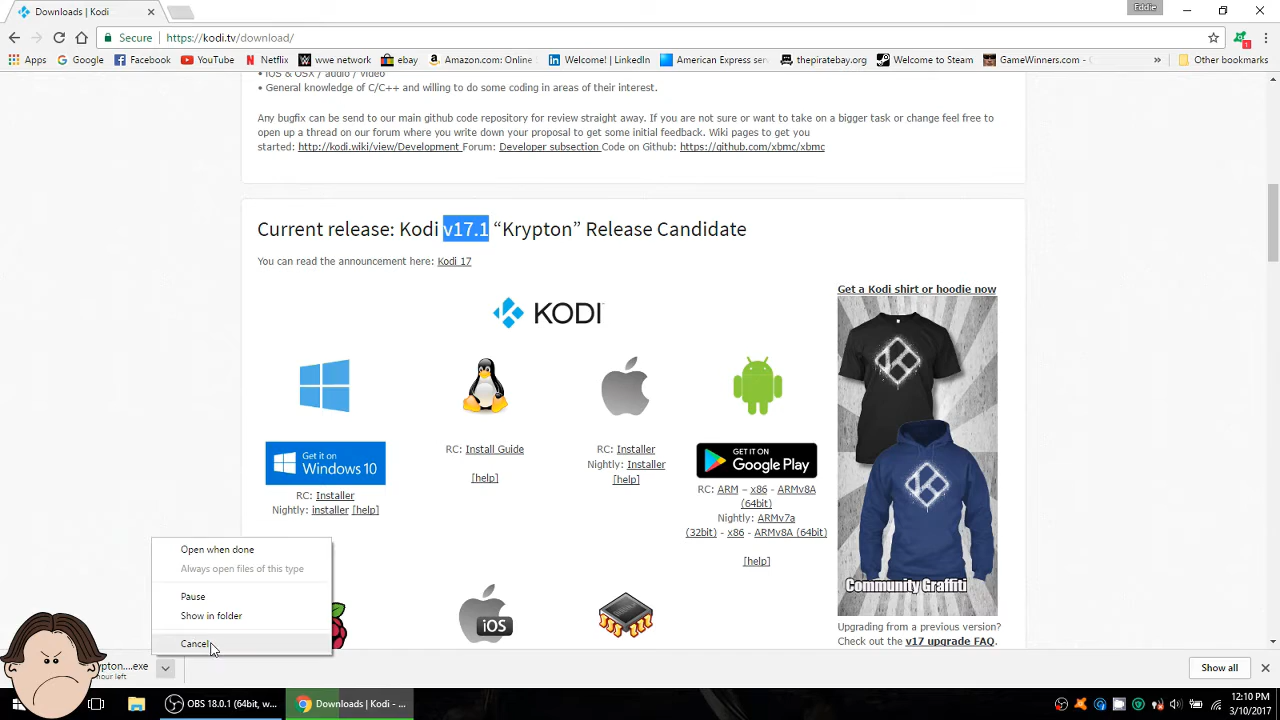 Downloads | Kodi
Eddie
Secure https://kodi.tv/download/
1
Apps Google Facebook YouTube Netflix wwe network ebay Amazon.com: Online Welcome! | LinkedIn American Express serv thepiratebay.org Welcome to Steam GameWinners.com - » Other bookmarks
• iOS & OSX / audio / video
• General knowledge of C/C++ and willing to do some coding in areas of their interest.
Any bugfix can be send to our main github code repository for review straight away. If you are not sure or want to take on a bigger task or change feel free to
open up a thread on our forum where you write down your proposal to get some initial feedback. Wiki pages to get you
started: http://kodi.wiki/view/Development Forum: Developer subsection Code on Github: https://github.com/xbmc/xbmc
Current release: Kodi v17.1 “Krypton” Release Candidate
You can read the announcement here: Kodi 17
KODI
Get it on
Windows 10
RC: Installer
Nightly: installer [help]
RC: Install Guide
[help]
RC: Installer
Nightly: Installer
[help]
GET IT ON
Google Play
RC: ARM – x86 - ARMv8A
(64bit)
Nightly: ARMv7a
(32bit) - x86 - ARMv8A (64bit)
[help]
iOS
Get a Kodi shirt or hoodie now
Community Graffiti
Upgrading from a previous version?
Check out the v17 upgrade FAQ.
Open when done
Always open files of this type
Pause
Show in folder
Cancel
ypton....exe
our left
Show all
OBS 18.0.1 (64bit, w...
Downloads | Kodi - ...
12:10 PM
3/10/2017